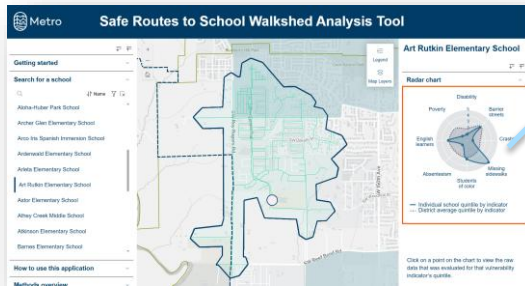 Metro
Safe Routes to School Walkshed Analysis Tool
Getting started
Search for a school
Name
Aloha-Huber Park School
Archer Glen Elementary School
Arco Iris Spanish Immersion School
Ardenwald Elementary School
Arleta Elementary School
Art Rutkin Elementary School
Astor Elementary School
Athey Creek Middle School
Atkinson Elementary School
Barnes Elementary School
How to use this application
Methods overview
Legend
Map Layers
Art Rutkin Elementary School
Radar chart
Disability
Poverty
Barrier
streets
English
learners
Absenteeism
Missing
sidewalks
Students
of color
Individual school quintile by indicator
District average quintile by indicator
Click on a point on the chart to view the raw
data that was evaluated for that vulnerability
indicator's quintile.